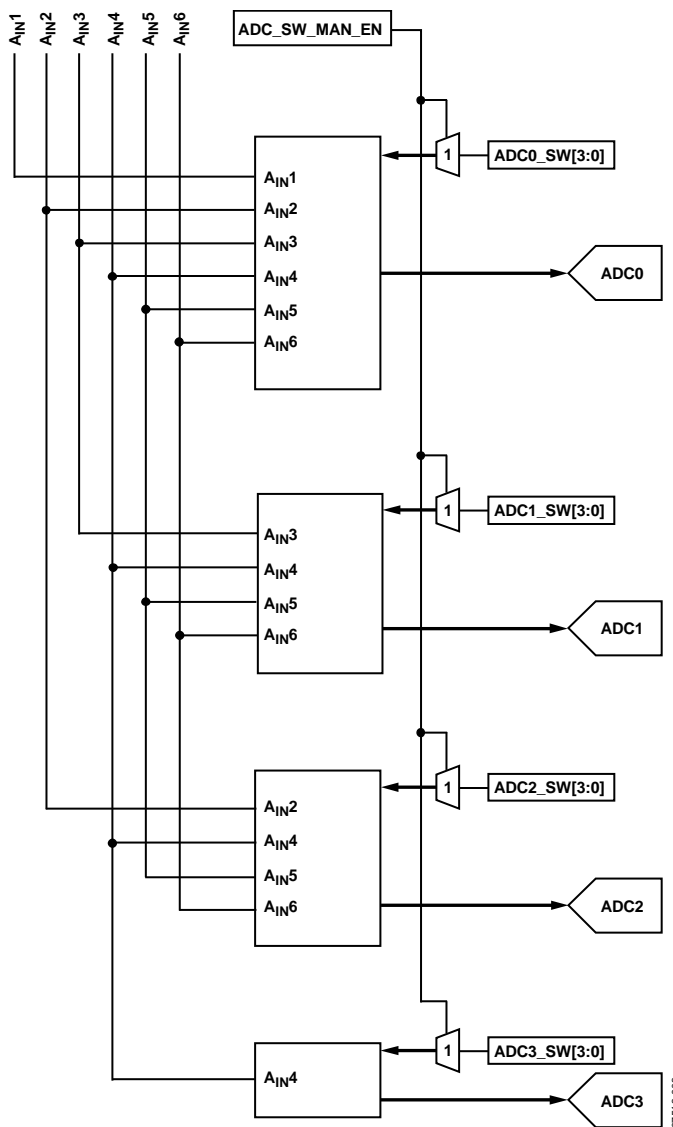 AIN1
AIN2
AIN3
AIN4
AIN5
AIN6
ADC_SW_MAN_EN
1
ADC0_SW[3:0]
AIN1
AIN2
AIN3
AIN4
AIN5
AIN6
ADC0
1
ADC1_SW[3:0]
AIN3
AIN4
AIN5
AIN6
ADC1
1
ADC2_SW[3:0]
AIN2
AIN4
AIN5
AIN6
ADC2
1
ADC3_SW[3:0]
AIN4
ADC3